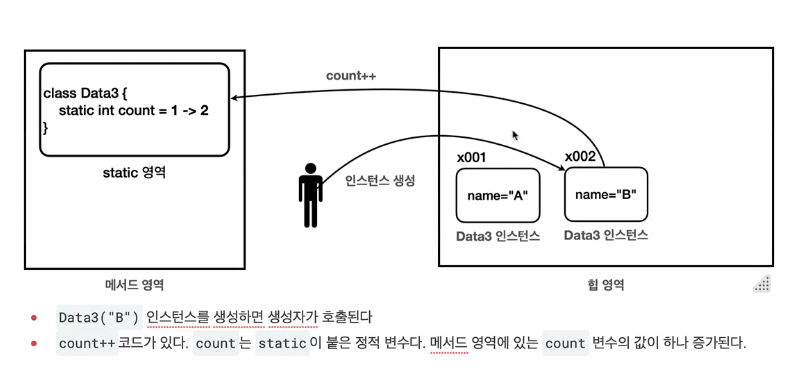 count++
class Data3 {
static int count = 1 -> 2
}
static 영역
x001
x002
인스턴스 생성
name="A"
name="B"
Data3 인스턴스
Data3 인스턴스
메서드 영역
힙 영역
• Data3("B") 인스턴스를 생성하면 생성자가 호출된다
• count++ 코드가 있다. count 는 static 이 붙은 정적 변수다. 메서드 영역에 있는 count 변수의 값이 하나 증가된다.